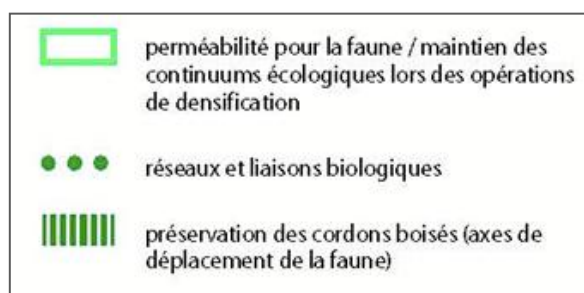 perméabilité pour la faune / maintien des
continuums écologiques lors des opérations
de densification
réseaux et liaisons biologiques
préservation des cordons boisés (axes de
déplacement de la faune)